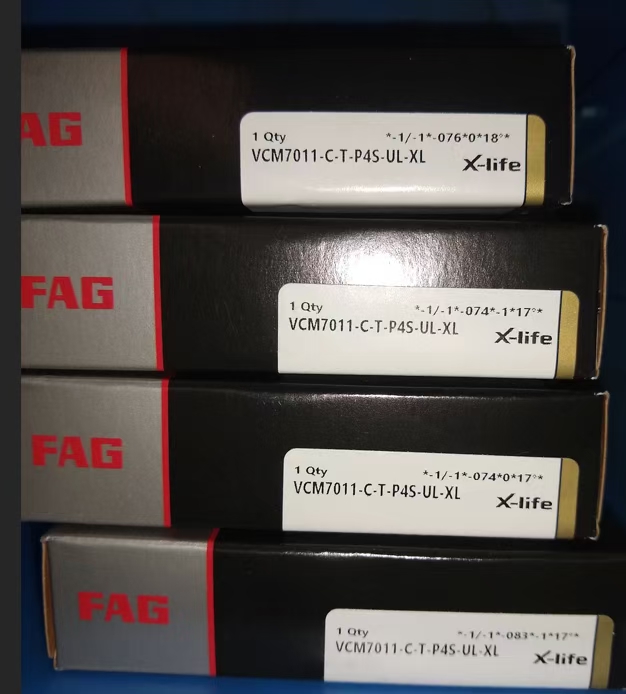 AG
1 Qty *-1/-1*-076*0*18°*
VCM7011-C-T-P4S-UL-XL
X-life
FAG
1 Qty *-1/-1*-074*-1*17°*
VCM7011-C-T-P4S-UL-XL
X-life
FAG
1 Qty *-1/-1*-074*0*17°*
VCM7011-C-T-P4S-UL-XL
X-life
FAG
1 Qty *-1/-1*-083*-1*17°*
VCM7011-C-T-P4S-UL-XL
X-life